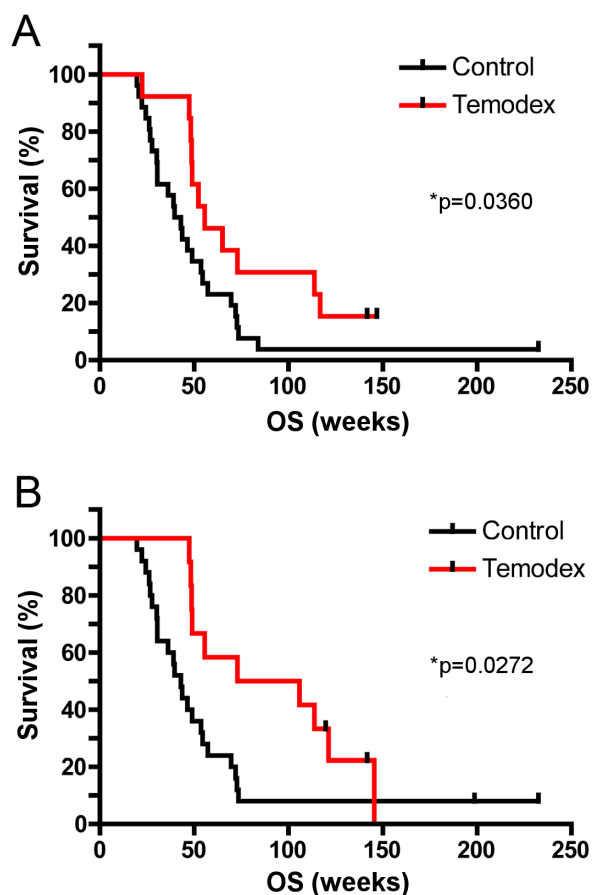 A
Control
Temodex
*p=0.0360
Survival (%)
100
80
60
40
20
0
0 50 100 150 200 250
OS (weeks)
B
Control
Temodex
*p=0.0272
Survival (%)
100
80
60
40
20
0
0 50 100 150 200 250
OS (weeks)